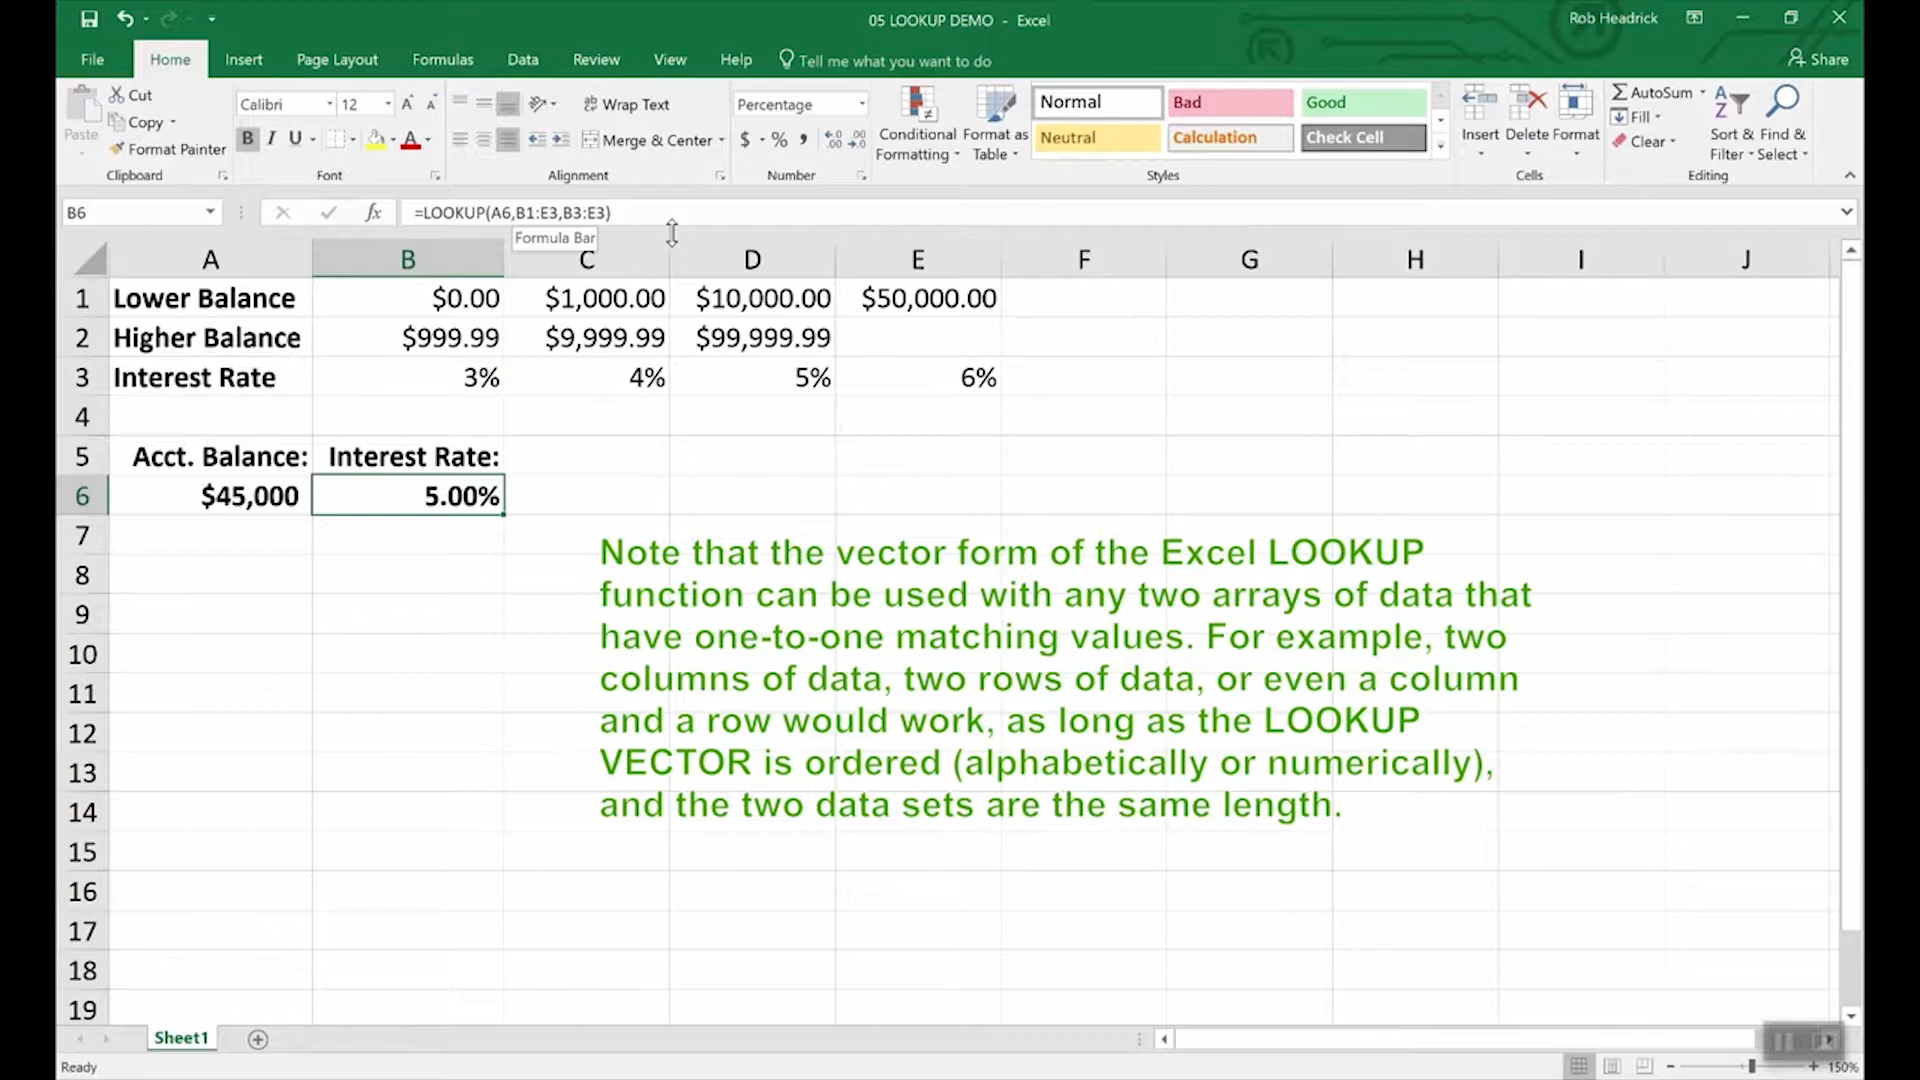 05 LOOKUP DEMO - Excel
Rob Headrick
File Home Insert Page Layout Formulas Data Review View Help Tell me what you want to do Share
Paste
Cut
Copy
Format Painter
Clipboard
Calibri 12
B I U
Font
Wrap Text
Merge & Center
Alignment
Percentage
$ % ,
Number
Conditional Formatting
Format as Table
Normal Bad Good
Neutral Calculation Check Cell
Styles
Insert Delete Format
Cells
AutoSum
Fill
Clear
Sort & Filter
Find & Select
Editing
B6 fx =LOOKUP(A6,B1:E3,B3:E3)
Formula Bar
A B C D E F G H I J
1 Lower Balance $0.00 $1,000.00 $10,000.00 $50,000.00
2 Higher Balance $999.99 $9,999.99 $99,999.99
3 Interest Rate 3% 4% 5% 6%
4
5 Acct. Balance: Interest Rate:
6 $45,000 5.00%
7
8
9
10
11
12
13
14
15
16
17
18
19
Note that the vector form of the Excel LOOKUP
function can be used with any two arrays of data that
have one-to-one matching values. For example, two
columns of data, two rows of data, or even a column
and a row would work, as long as the LOOKUP
VECTOR is ordered (alphabetically or numerically),
and the two data sets are the same length.
Sheet1
Ready
150%